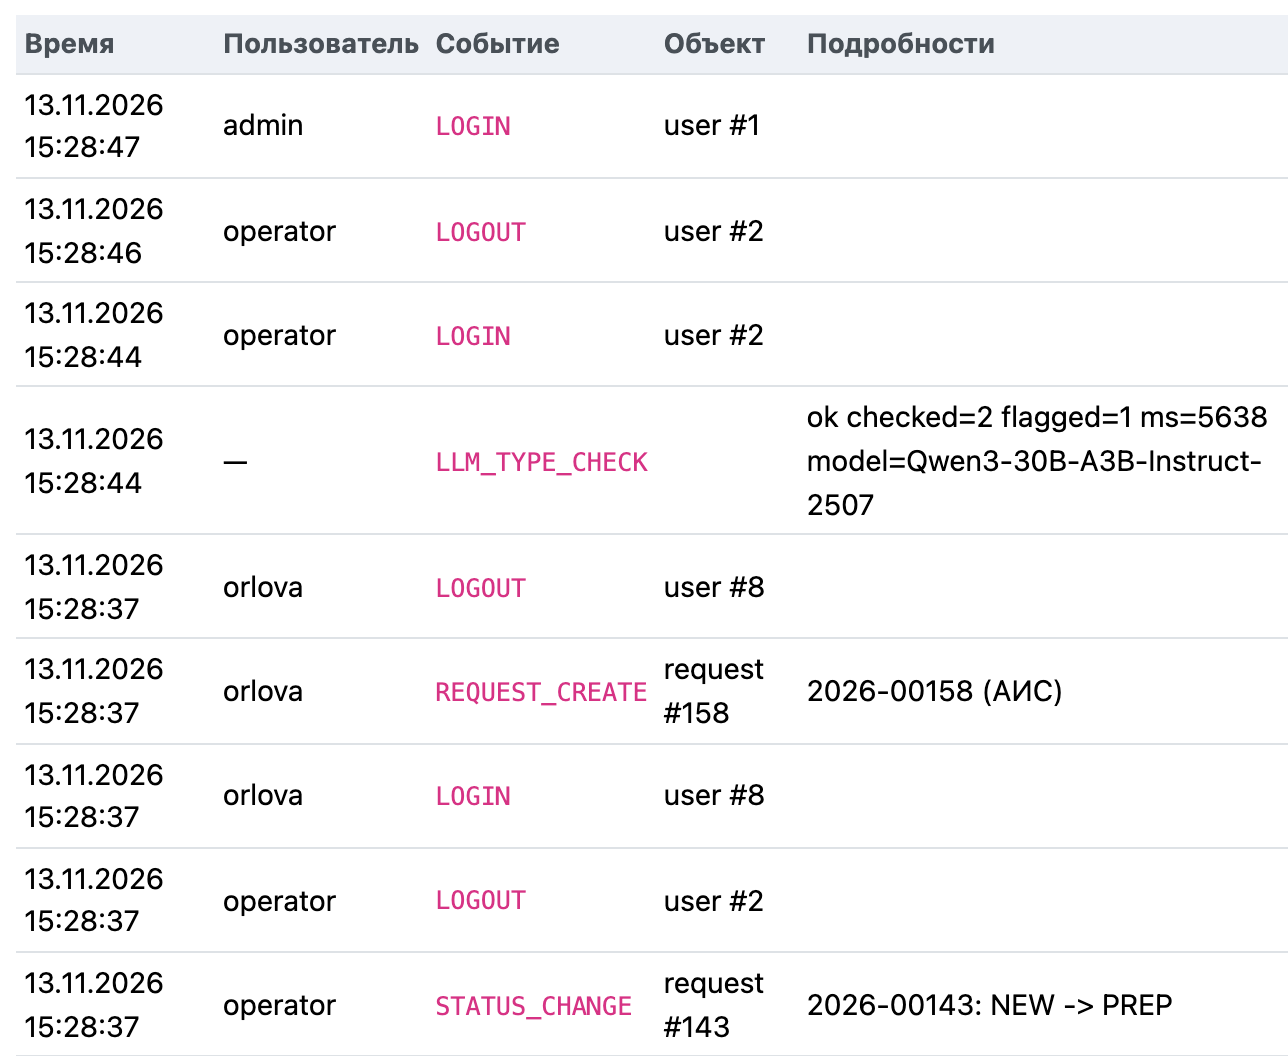 Время Пользователь Событие Объект Подробности
13.11.2026
15:28:47
admin LOGIN user #1
13.11.2026
15:28:46
operator LOGOUT user #2
13.11.2026
15:28:44
operator LOGIN user #2
13.11.2026
15:28:44
— LLM_TYPE_CHECK
ok checked=2 flagged=1 ms=5638
model=Qwen3-30B-A3B-Instruct-
2507
13.11.2026
15:28:37
orlova LOGOUT user #8
13.11.2026
15:28:37
orlova REQUEST_CREATE
request
#158
2026-00158 (АИС)
13.11.2026
15:28:37
orlova LOGIN user #8
13.11.2026
15:28:37
operator LOGOUT user #2
13.11.2026
15:28:37
operator STATUS_CHANGE
request
#143
2026-00143: NEW -> PREP